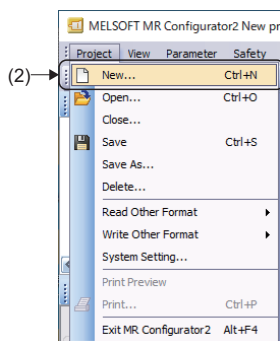 MELSOFT MR Configurator2 New pr
Project View Parameter Safety
(2)
New... Ctrl+N
Open... Ctrl+O
Close...
Save Ctrl+S
Save As...
Delete...
Read Other Format
Write Other Format
System Setting...
Print Preview
Print... Ctrl+P
Exit MR Configurator2 Alt+F4